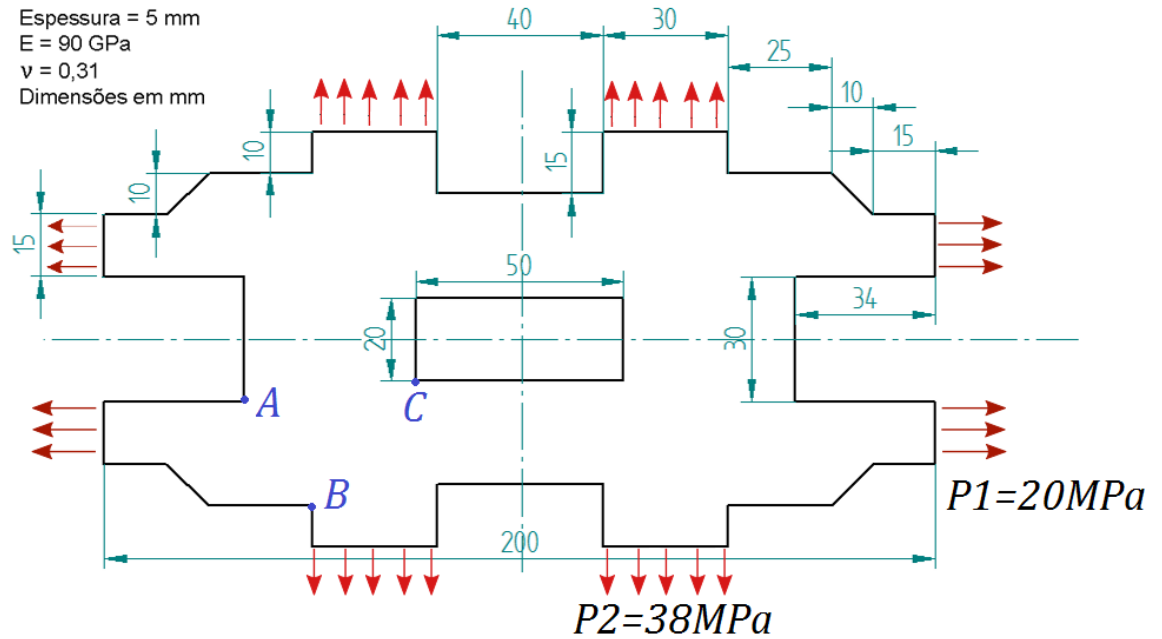 Espessura = 5 mm
E = 90 GPa
ν = 0,31
Dimensões em mm
40
30
25
10
15
10
15
10
15
50
20
30
34
A
C
B
P1=20MPa
200
P2=38MPa